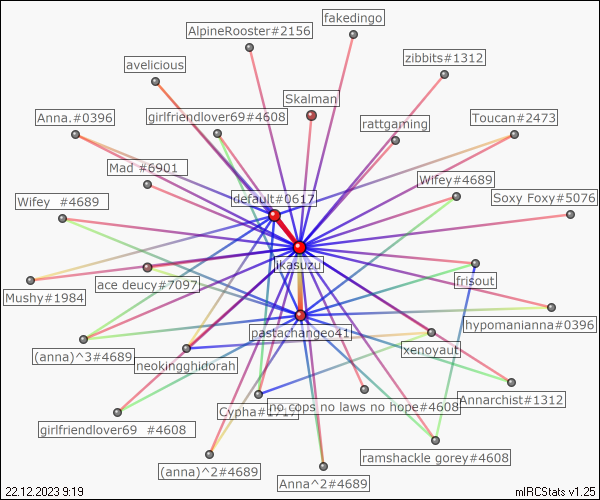 fakedingo
AlpineRooster#2156
zibbits#1312
avelicious
Skalman
Anna.#0396
girlfriendlover69#4608
rattgaming
Toucan#2473
Mad #6901
Wifey#4689
default#0617
Wifey #4689
Soxy Foxy#5076
ikasuzu
frisout
ace deucy#7097
Mushy#1984
hypomanianna#0396
pastachangeo41
xenoyaut
(anna)^3#4689
neokingghidorah
Annarchist#1312
no cops no laws no hope#4608
girlfriendlover69 #4608
ramshackle gorey#4608
(anna)^2#4689
Anna^2#4689
22.12.2023 9:19
mIRCStats v1.25